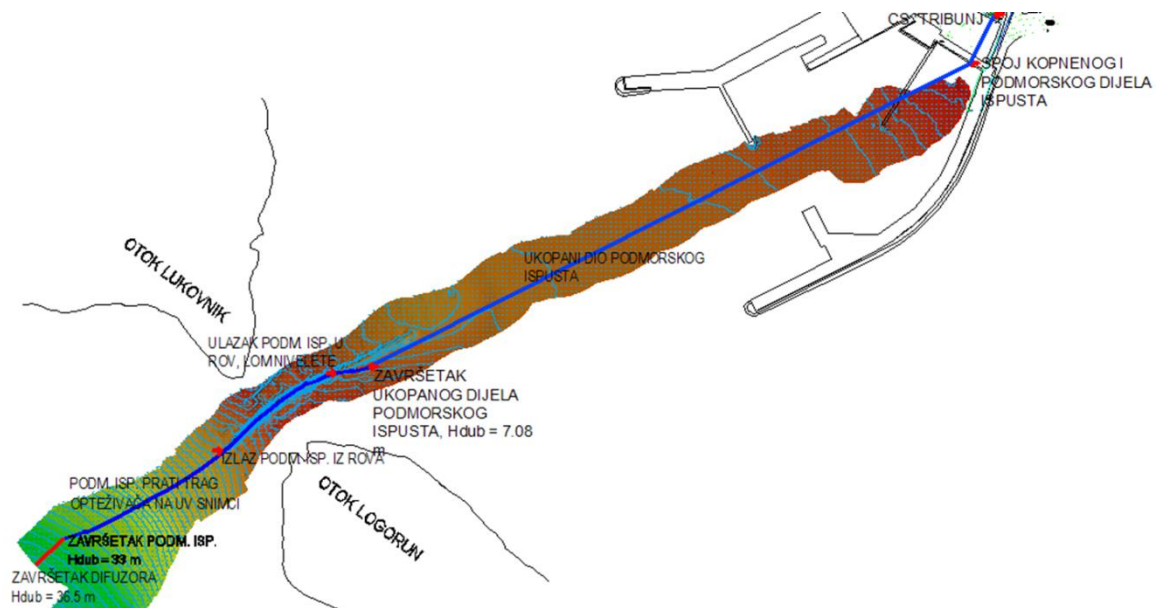 CS "TRIBUNJ"
SPOJ KOPNENOG I
PODMORSKOG DIJELA
ISPUSTA
OTOK LUKOVNIK
UKOPANI DIO PODMORSKOG
ISPUSTA
ULAZAK PODM. ISP. U
ROV, LOM NIVELETE
ZAVRŠETAK
UKOPANOG DIJELA
PODMORSKOG
ISPUSTA, Hdub = 7.08
m
IZLAZ PODM. ISP. IZ ROVA
PODM. ISP. PRATI TRAG
OPTEŽIVAČA NA UV SNIMCI
OTOK LOGORUN
ZAVRŠETAK PODM. ISP.
Hdub = 33 m
ZAVRŠETAK DIFUZORA
Hdub = 36.5 m